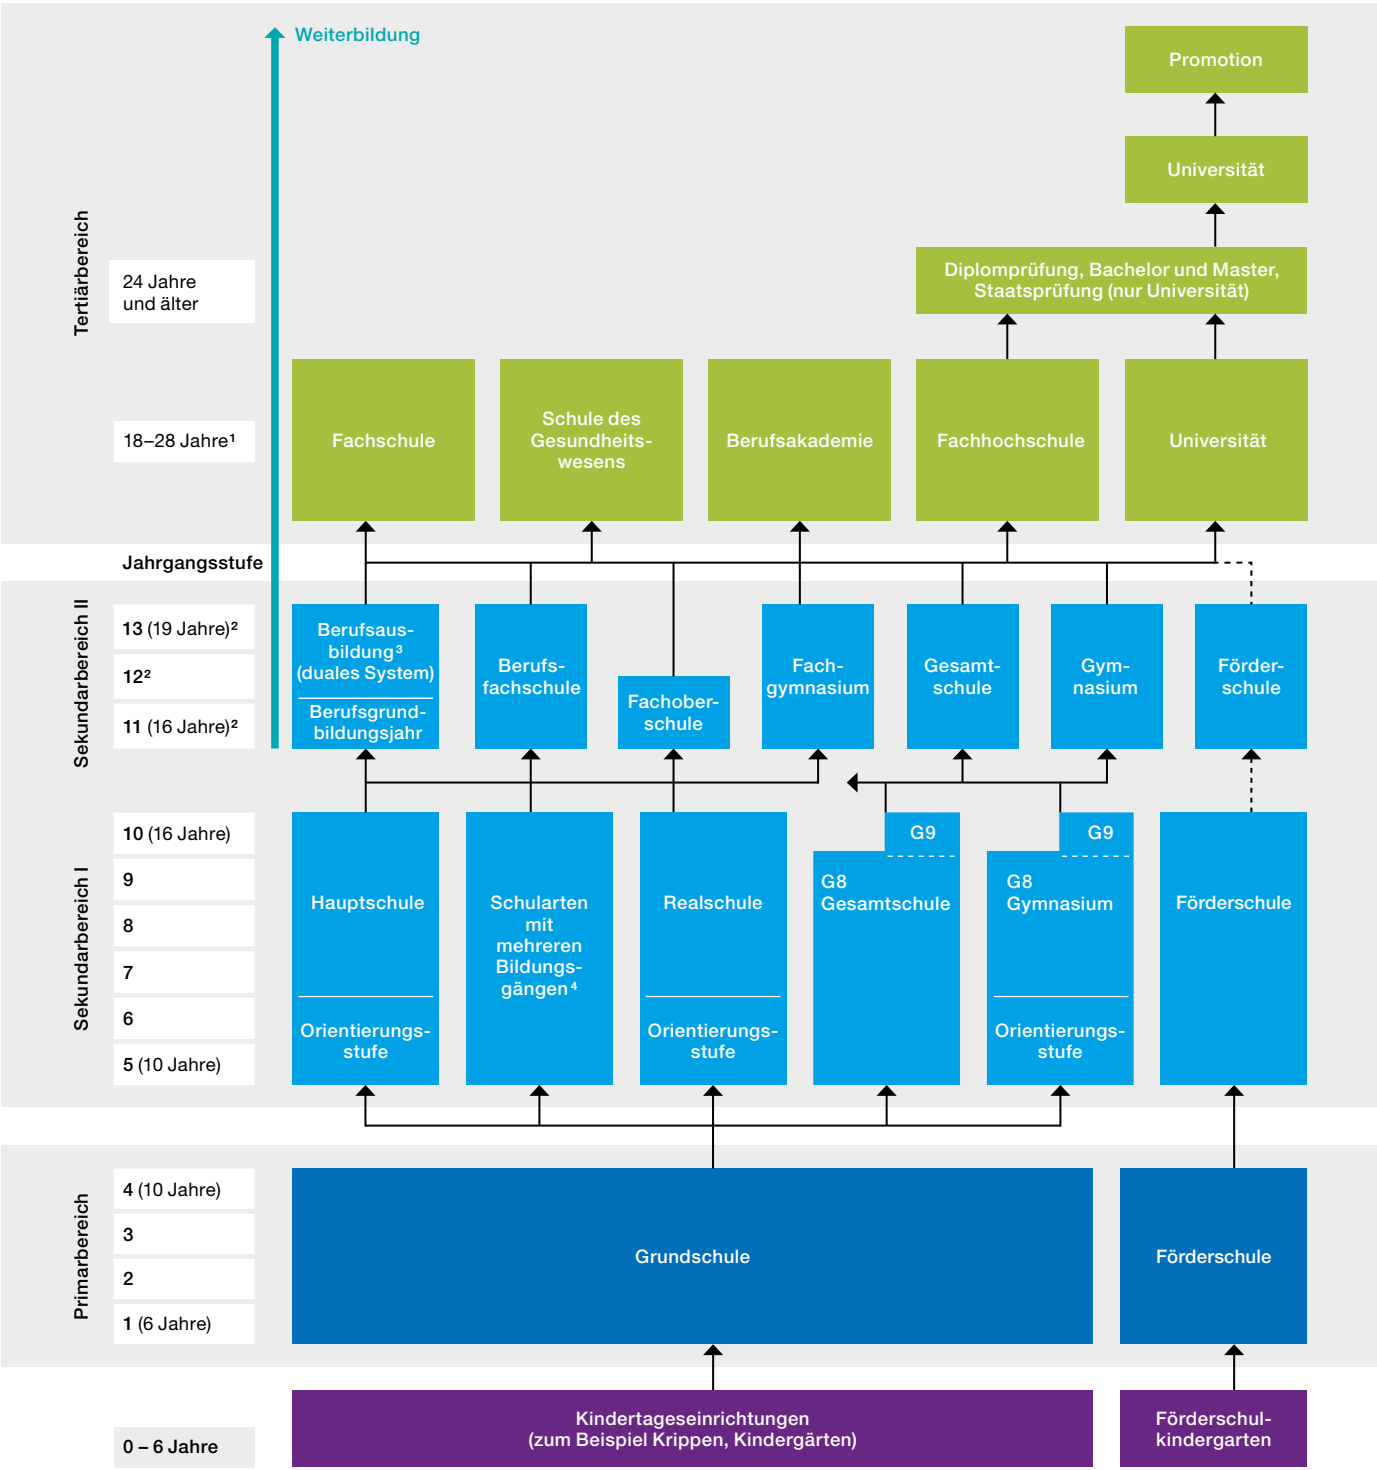 Weiterbildung
Promotion
Universität
Tertiärbereich
24 Jahre
und älter
Diplomprüfung, Bachelor und Master,
Staatsprüfung (nur Universität)
18–28 Jahre¹
Fachschule
Schule des
Gesundheits-
wesens
Berufsakademie
Fachhochschule
Universität
Jahrgangsstufe
Sekundarbereich II
13 (19 Jahre)²
12²
11 (16 Jahre)²
Berufsaus-
bildung³
(duales System)
Berufsgrund-
bildungsjahr
Berufs-
fachschule
Fachober-
schule
Fach-
gymnasium
Gesamt-
schule
Gym-
nasium
Förder-
schule
Sekundarbereich I
10 (16 Jahre)
9
8
7
6
5 (10 Jahre)
Hauptschule
Orientierungs-
stufe
Schularten
mit
mehreren
Bildungs-
gängen⁴
Realschule
Orientierungs-
stufe
G9
G8
Gesamtschule
G9
G8
Gymnasium
Orientierungs-
stufe
Förderschule
Primarbereich
4 (10 Jahre)
3
2
1 (6 Jahre)
Grundschule
Förderschule
0 – 6 Jahre
Kindertageseinrichtungen
(zum Beispiel Krippen, Kindergärten)
Förderschul-
kindergarten